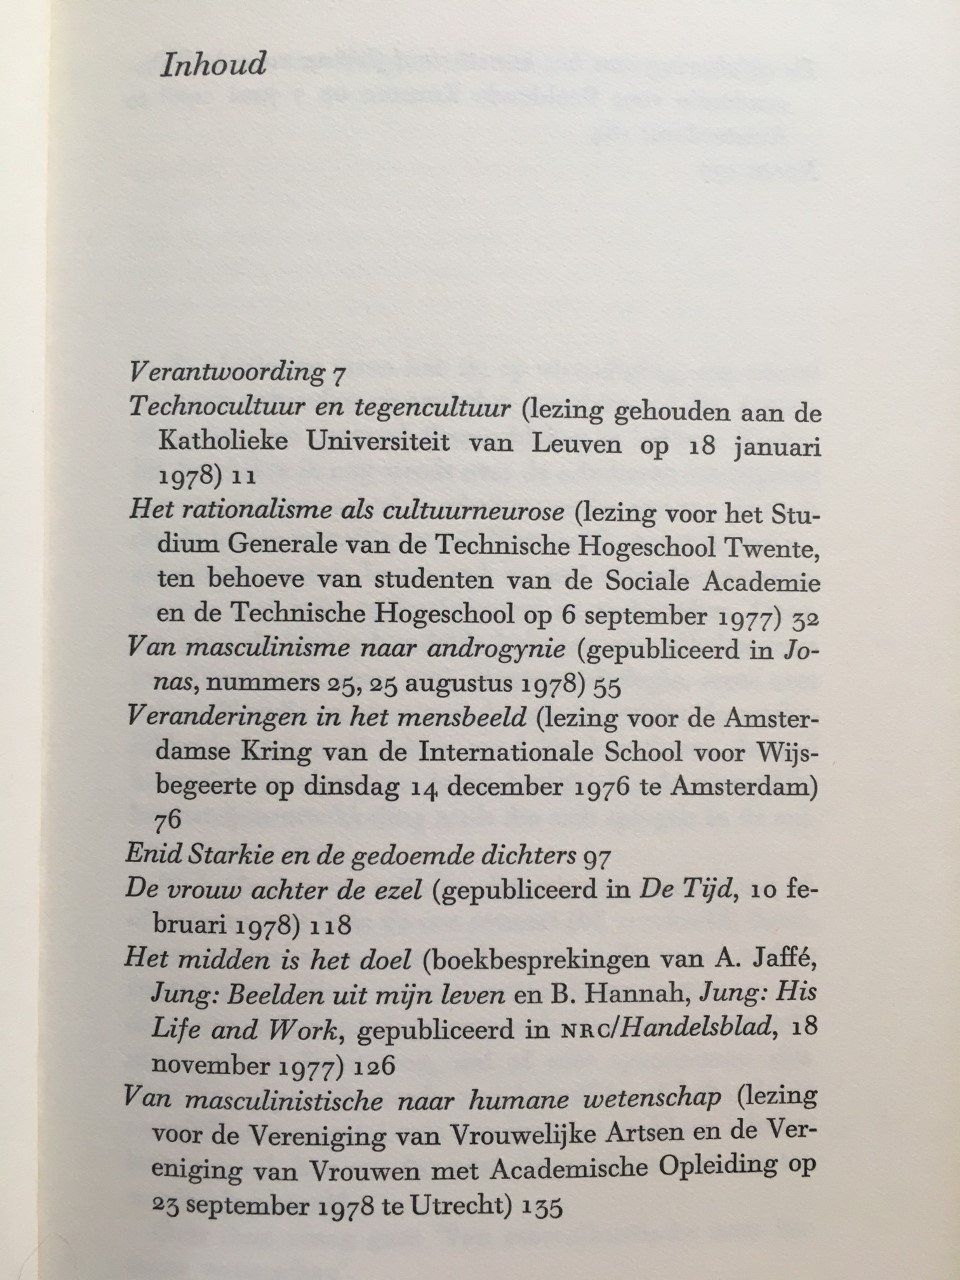 Inhoud
Verantwoording 7
Technocultuur en tegencultuur (lezing gehouden aan de
Katholieke Universiteit van Leuven op 18 januari
1978) 11
Het rationalisme als cultuurneurose (lezing voor het Stu-
dium Generale van de Technische Hogeschool Twente,
ten behoeve van studenten van de Sociale Academie
en de Technische Hogeschool op 6 september 1977) 32
Van masculinisme naar androgynie (gepubliceerd in Jo-
nas, nummers 25, 25 augustus 1978) 55
Veranderingen in het mensbeeld (lezing voor de Amster-
damse Kring van de Internationale School voor Wijs-
begeerte op dinsdag 14 december 1976 te Amsterdam)
76
Enid Starkie en de gedoemde dichters 97
De vrouw achter de ezel (gepubliceerd in De Tijd, 10 fe-
bruari 1978) 118
Het midden is het doel (boekbesprekingen van A. Jaffé,
Jung: Beelden uit mijn leven en B. Hannah, Jung: His
Life and Work, gepubliceerd in NRC/Handelsblad, 18
november 1977) 126
Van masculinistische naar humane wetenschap (lezing
voor de Vereniging van Vrouwelijke Artsen en de Ver-
eniging van Vrouwen met Academische Opleiding op
23 september 1978 te Utrecht) 135